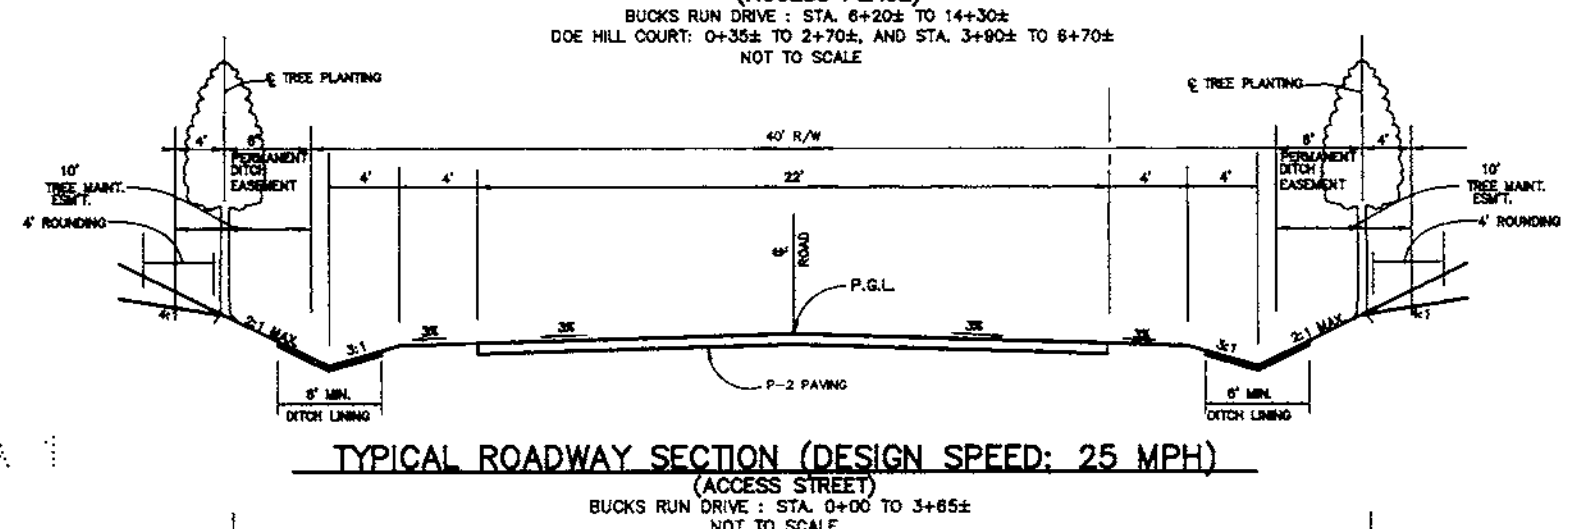 (ACCESS PLACE)
BUCKS RUN DRIVE : STA. 6+20± TO 14+30±
DOE HILL COURT: 0+35± TO 2+70±, AND STA. 3+90± TO 6+70±
NOT TO SCALE
℄ TREE PLANTING
℄ TREE PLANTING
4' 6' 40' R/W 6' 4'
PERMANENT
DITCH
EASEMENT
PERMANENT
DITCH
EASEMENT
10'
TREE MAINT.
ESM'T.
4' 4' 22' 4' 4'
10'
TREE MAINT.
ESM'T.
4' ROUNDING
4' ROUNDING
℄
ROAD
P.G.L.
4:1 2:1 MAX 3:1 3% 3% 3% 3% 3:1 2:1 MAX 4:1
P-2 PAVING
6' MIN.
DITCH LINING
6' MIN.
DITCH LINING
TYPICAL ROADWAY SECTION (DESIGN SPEED: 25 MPH)
(ACCESS STREET)
BUCKS RUN DRIVE : STA. 0+00 TO 3+65±
NOT TO SCALE